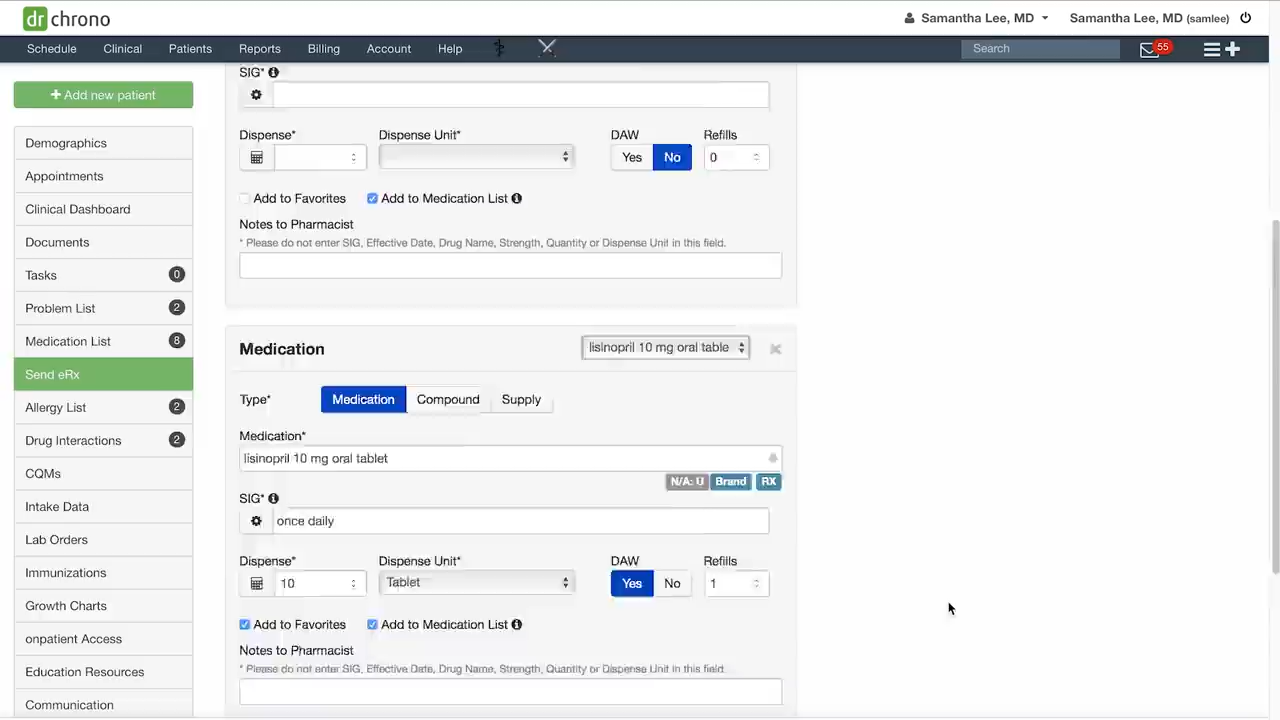 dr chrono
Samantha Lee, MD
Samantha Lee, MD (samlee)
Schedule Clinical Patients Reports Billing Account Help
Search
55
+ Add new patient
Demographics
Appointments
Clinical Dashboard
Documents
Tasks 0
Problem List 2
Medication List 8
Send eRx
Allergy List 2
Drug Interactions 2
CQMs
Intake Data
Lab Orders
Immunizations
Growth Charts
onpatient Access
Education Resources
Communication
SIG*
Dispense* Dispense Unit* DAW Refills
Yes No 0
Add to Favorites Add to Medication List
Notes to Pharmacist
* Please do not enter SIG, Effective Date, Drug Name, Strength, Quantity or Dispense Unit in this field.
Medication lisinopril 10 mg oral table
Type* Medication Compound Supply
Medication*
lisinopril 10 mg oral tablet
N/A: U Brand RX
SIG*
once daily
Dispense* Dispense Unit* DAW Refills
10 Tablet Yes No 1
Add to Favorites Add to Medication List
Notes to Pharmacist
* Please do not enter SIG, Effective Date, Drug Name, Strength, Quantity or Dispense Unit in this field.